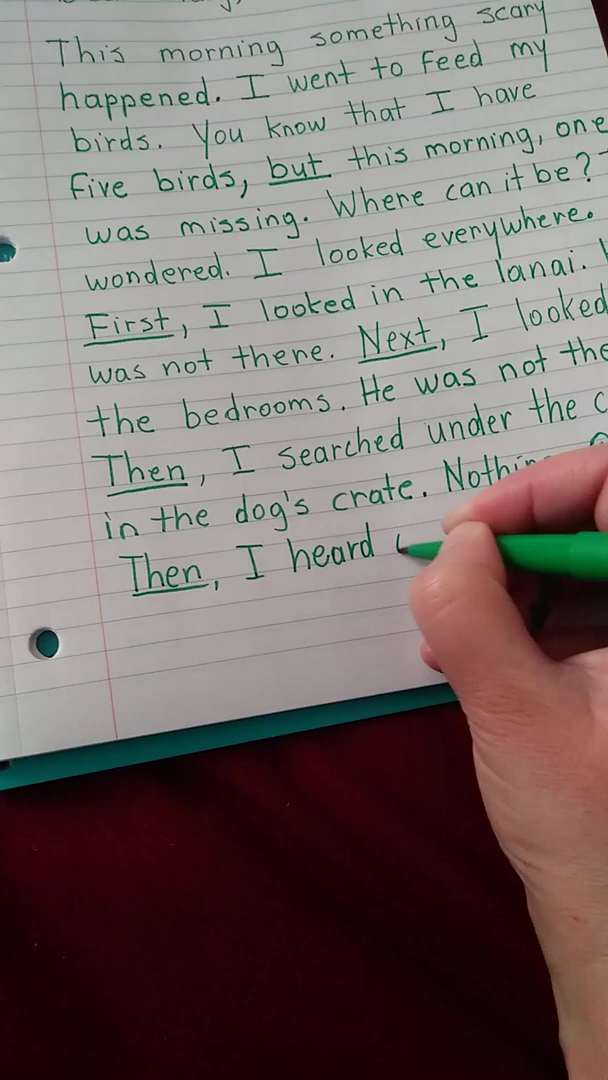 This morning something scary
happened. I went to feed my
birds. You know that I have
five birds, but this morning, one
was missing. Where can it be?
wondered. I looked everywhere.
First, I looked in the lanai.
was not there. Next, I looked
the bedrooms. He was not
Then, I searched under the
in the dog's crate.
Then, I heard